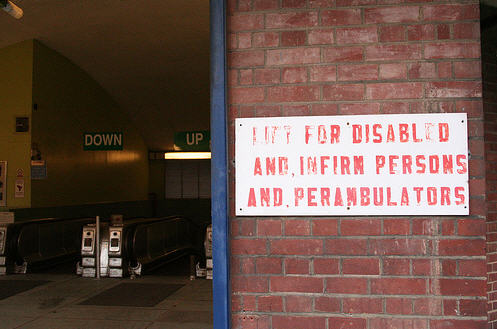 DOWN
UP
LIFT FOR DISABLED
AND, INFIRM PERSONS
AND. PERAMBULATORS